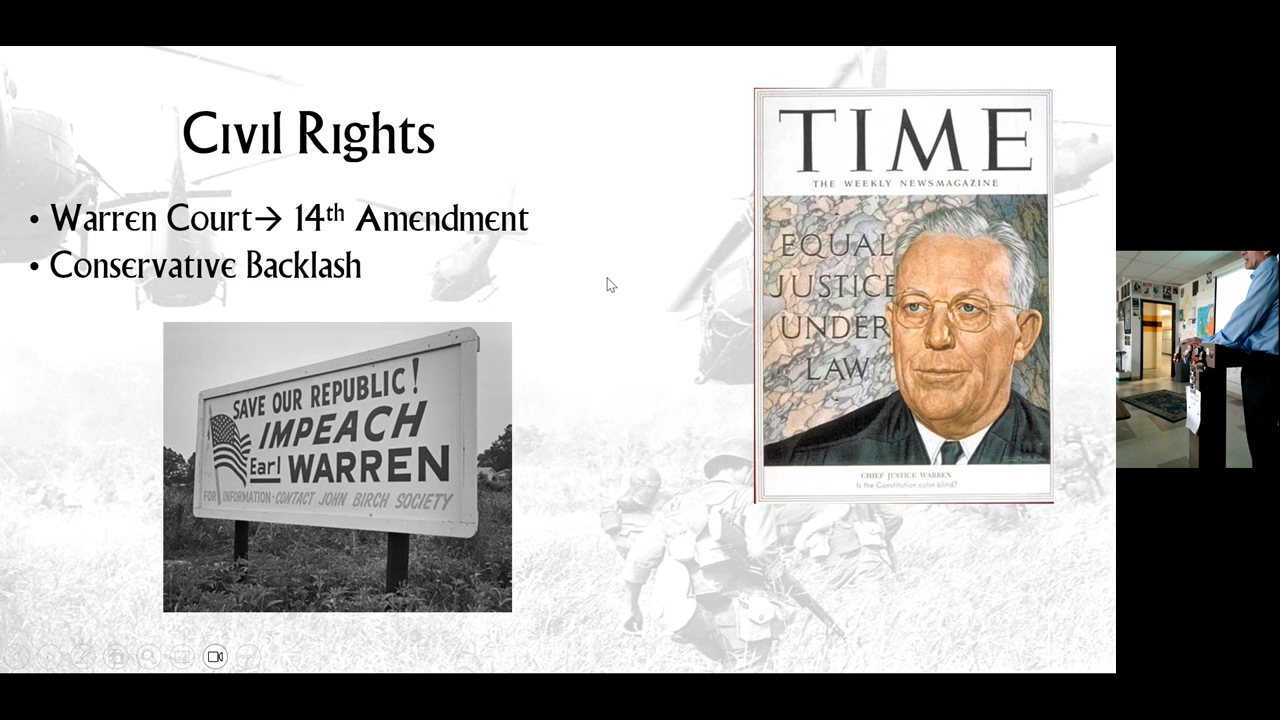 Civil Rights
• Warren Court→ 14th Amendment
• Conservative Backlash
SAVE OUR REPUBLIC!
IMPEACH
Earl WARREN
FOR INFORMATION·CONTACT JOHN BIRCH SOCIETY
TIME
THE WEEKLY NEWSMAGAZINE
EQUAL
JUSTICE
UNDER
LAW
CHIEF JUSTICE WARREN
Is the Constitution color-blind?